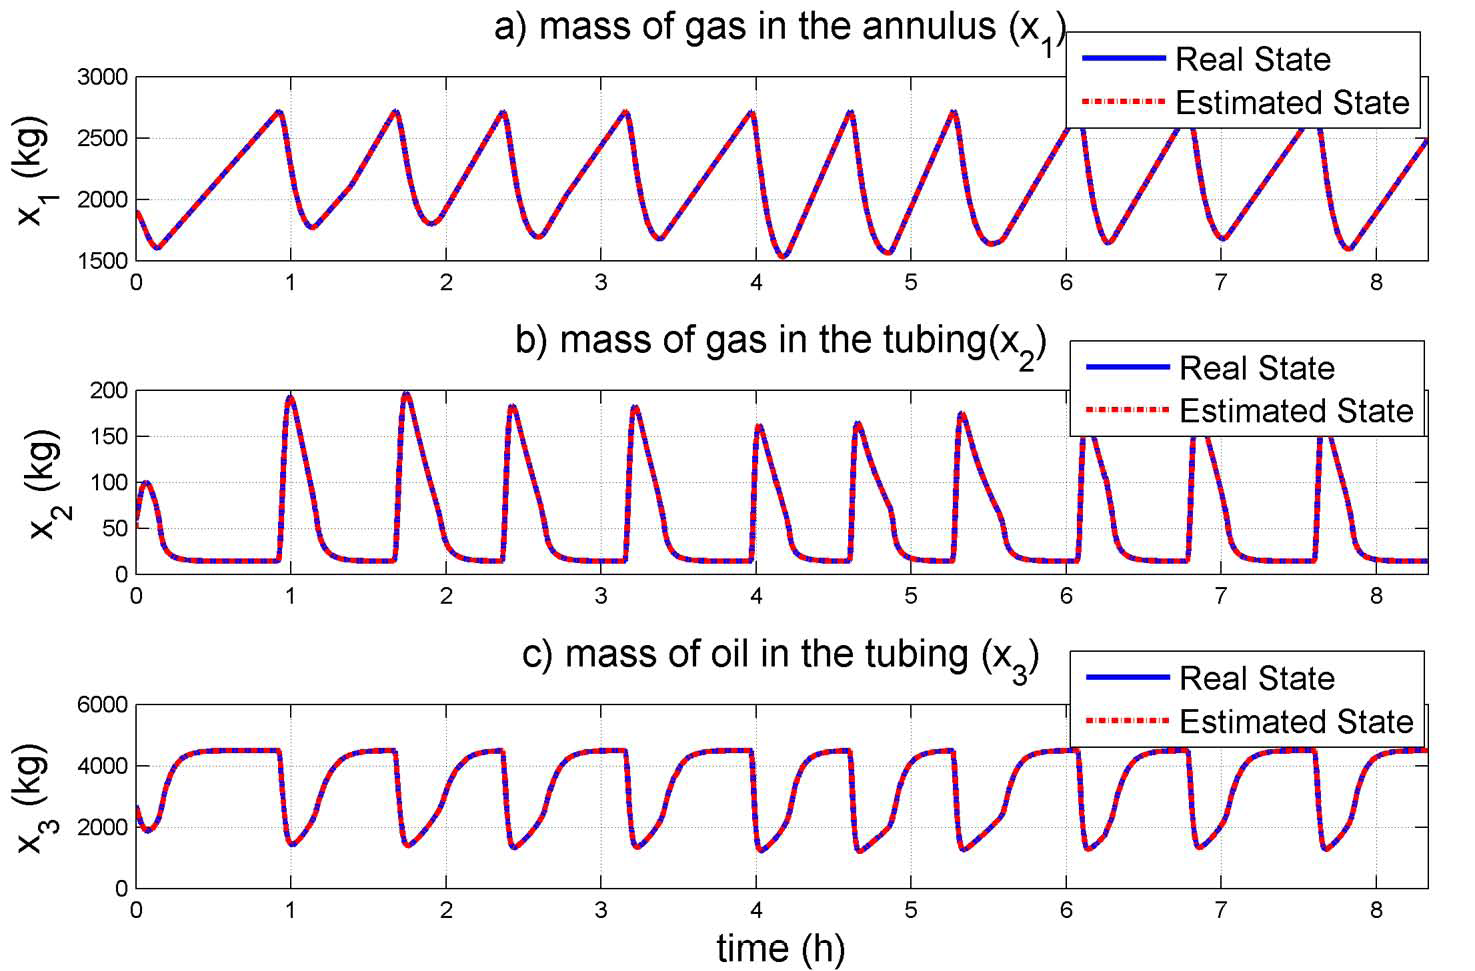 a) mass of gas in the annulus (x1)
Real State
Estimated State
x1 (kg)
3000
2500
2000
1500
0 1 2 3 4 5 6 7 8
b) mass of gas in the tubing(x2)
Real State
Estimated State
x2 (kg)
200
150
100
50
0
0 1 2 3 4 5 6 7 8
c) mass of oil in the tubing (x3)
Real State
Estimated State
x3 (kg)
6000
4000
2000
0
0 1 2 3 4 5 6 7 8
time (h)